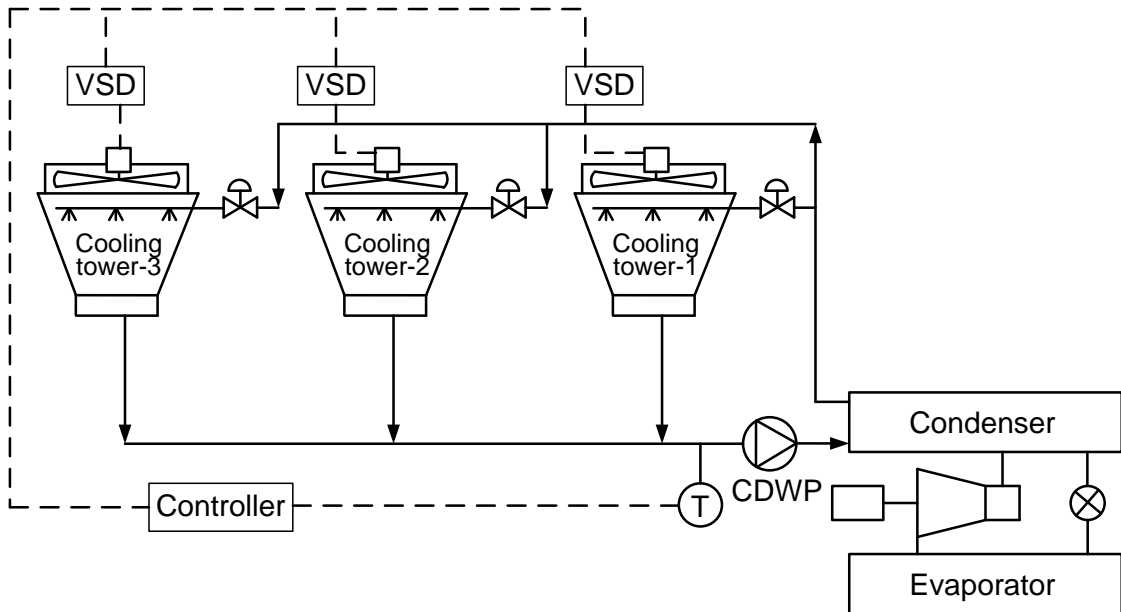 VSD
VSD
VSD
Cooling
tower-3
Cooling
tower-2
Cooling
tower-1
Condenser
CDWP
Controller
T
Evaporator